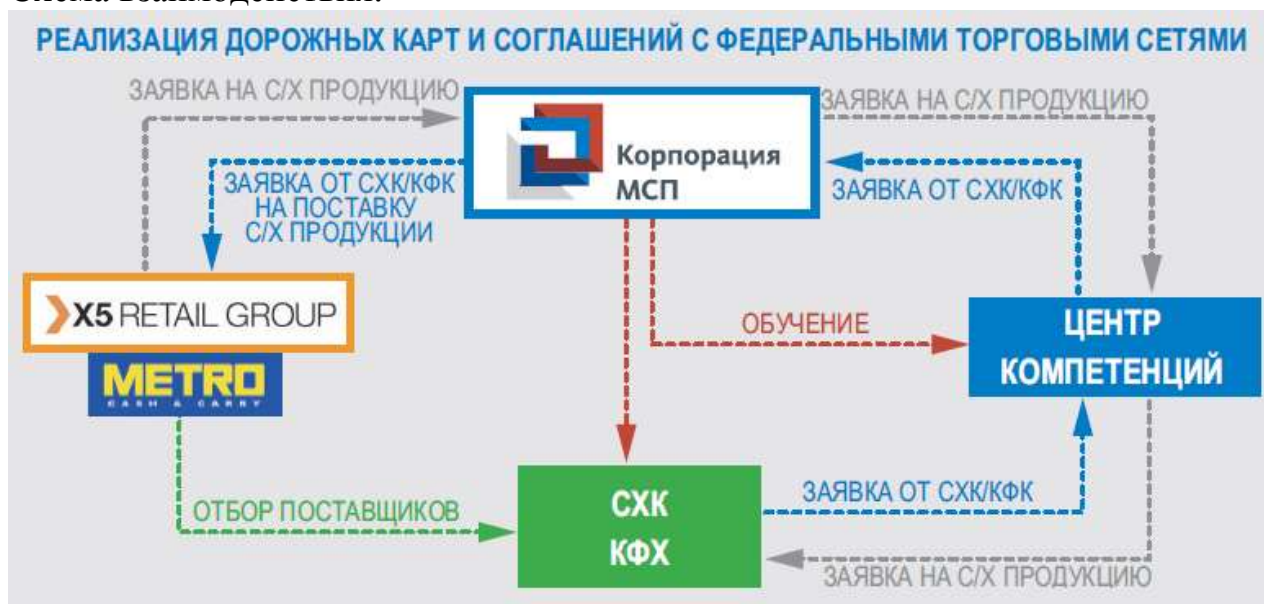 Схема взаимодействия:
РЕАЛИЗАЦИЯ ДОРОЖНЫХ КАРТ И СОГЛАШЕНИЙ С ФЕДЕРАЛЬНЫМИ ТОРГОВЫМИ СЕТЯМИ
ЗАЯВКА НА С/Х ПРОДУКЦИЮ
ЗАЯВКА НА С/Х ПРОДУКЦИЮ
Корпорация
МСП
ЗАЯВКА ОТ СХК/КФК
НА ПОСТАВКУ
С/Х ПРОДУКЦИИ
ЗАЯВКА ОТ СХК/КФК
X5 RETAIL GROUP
METRO
CASH & CARRY
ОБУЧЕНИЕ
ЦЕНТР
КОМПЕТЕНЦИЙ
ОТБОР ПОСТАВЩИКОВ
СХК
КФХ
ЗАЯВКА ОТ СХК/КФК
ЗАЯВКА НА С/Х ПРОДУКЦИЮ